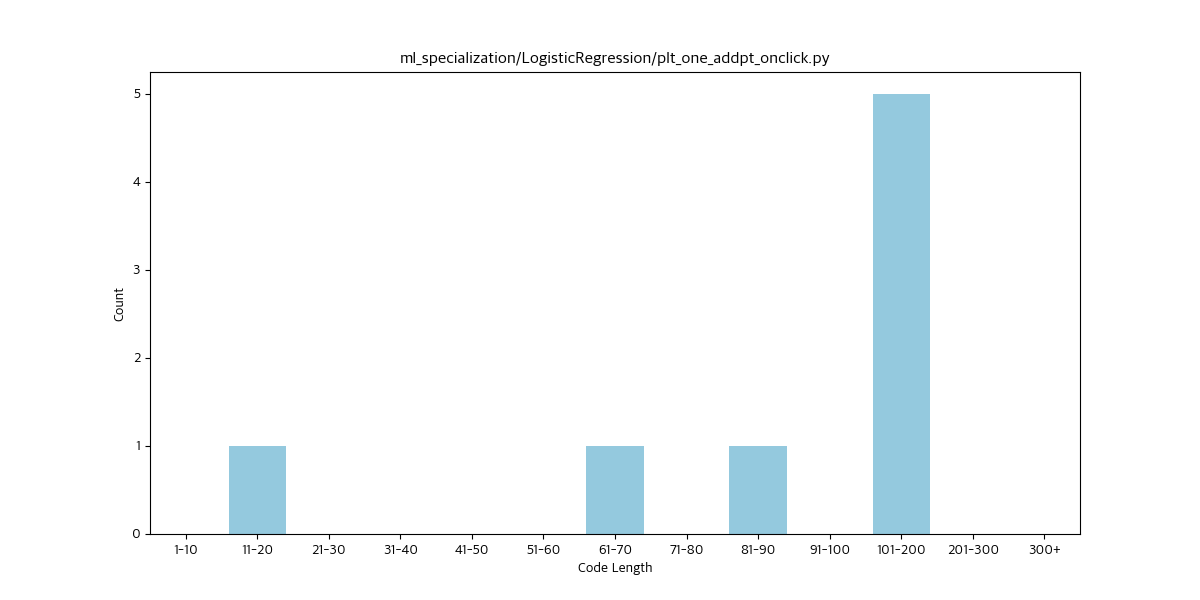 ml_specialization/LogisticRegression/plt_one_addpt_onclick.py
5
4
3
2
1
0
Count
1-10 11-20 21-30 31-40 41-50 51-60 61-70 71-80 81-90 91-100 101-200 201-300 300+
Code Length